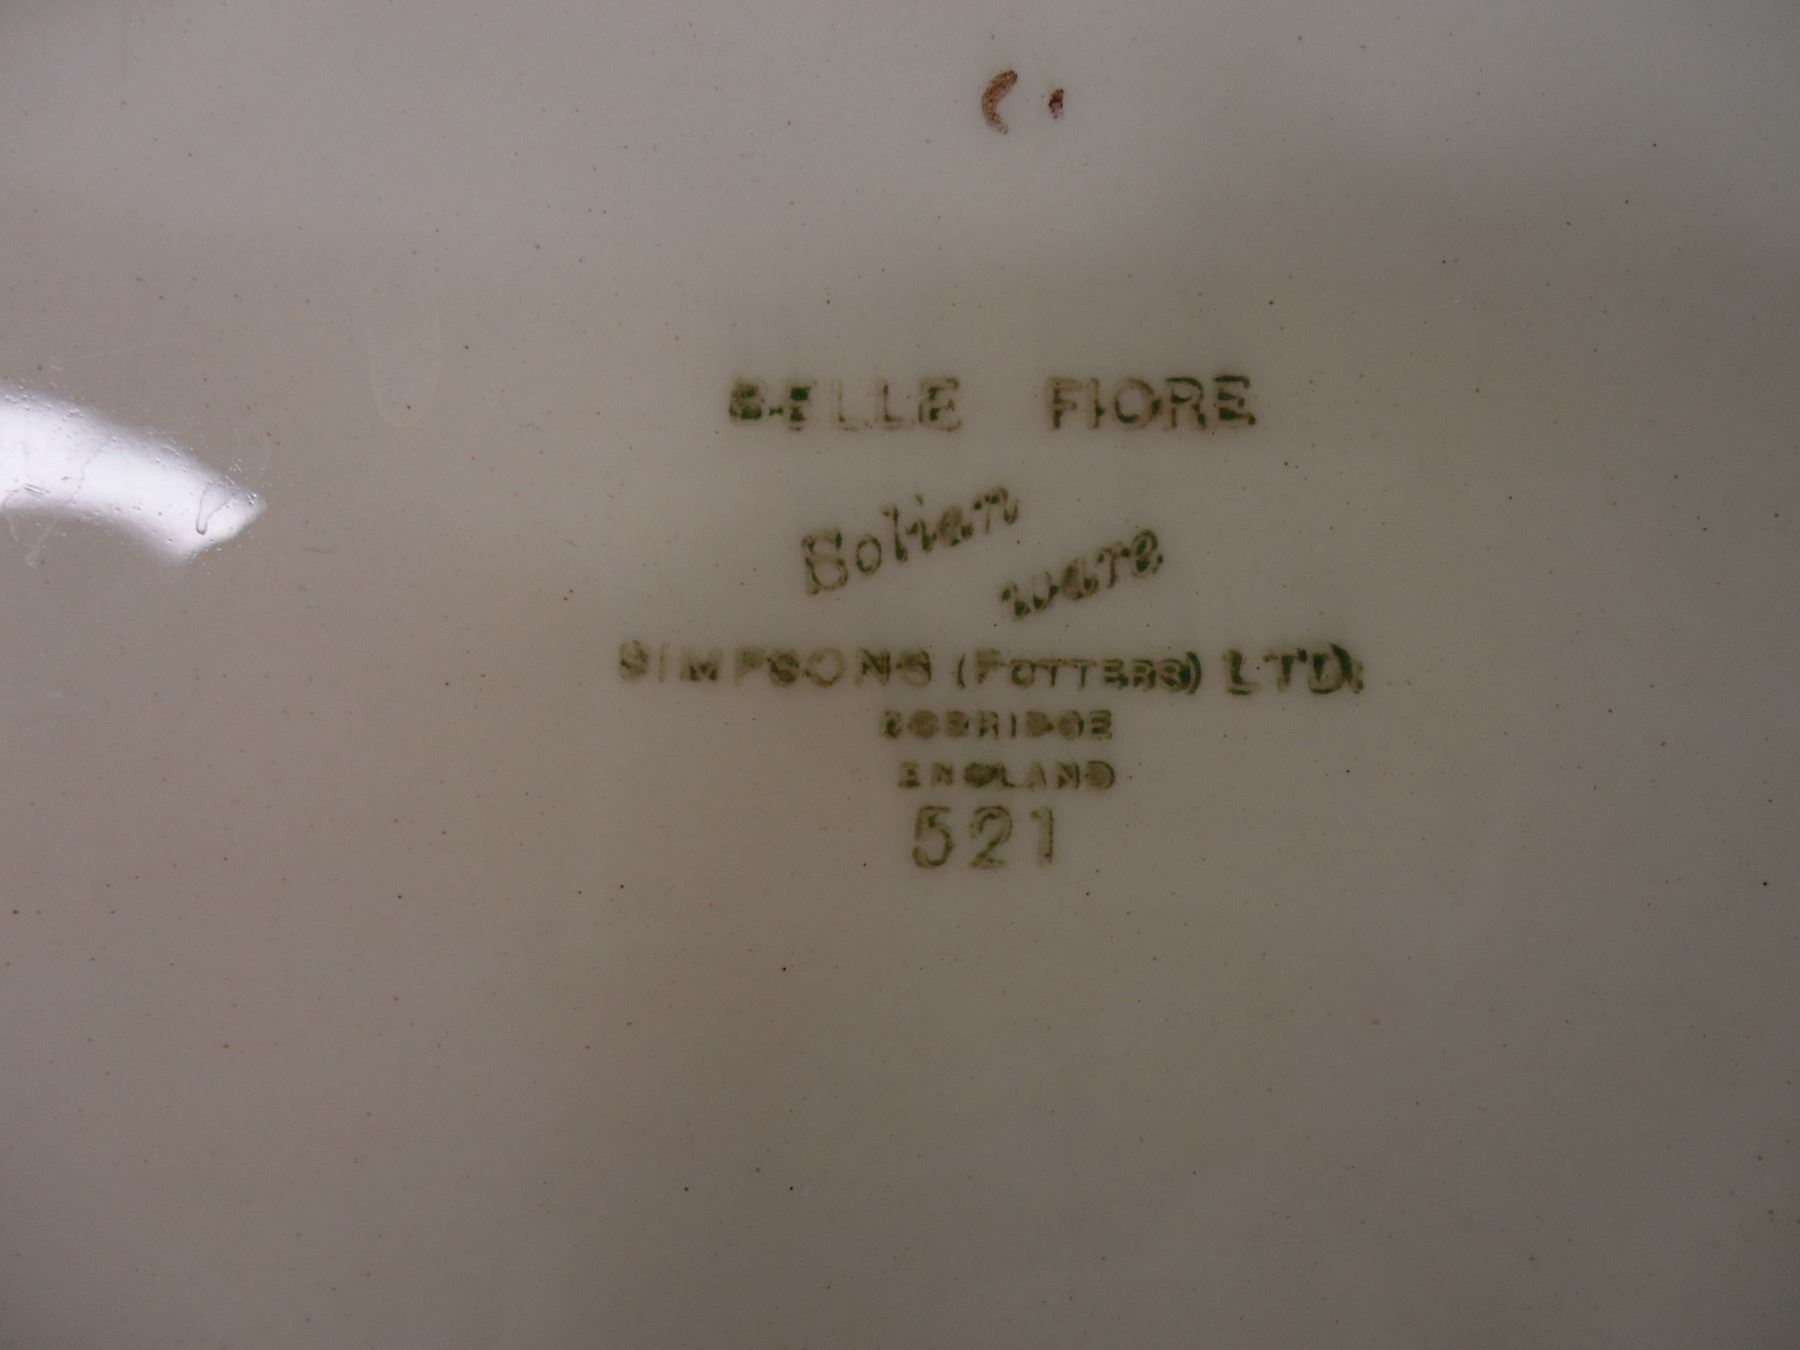 BELLE FIORE
Solian
ware
SIMPSONS (POTTERS) LTD.
COBRIDGE
ENGLAND
521